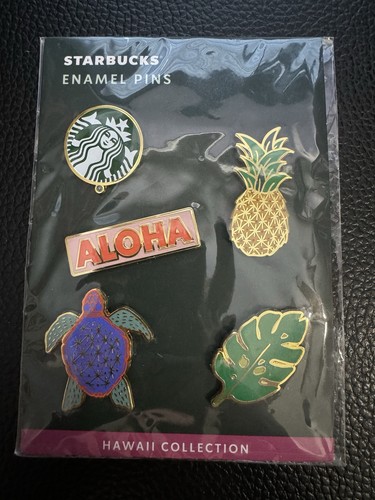 STARBUCKS
ENAMEL PINS
ALOHA
HAWAII COLLECTION